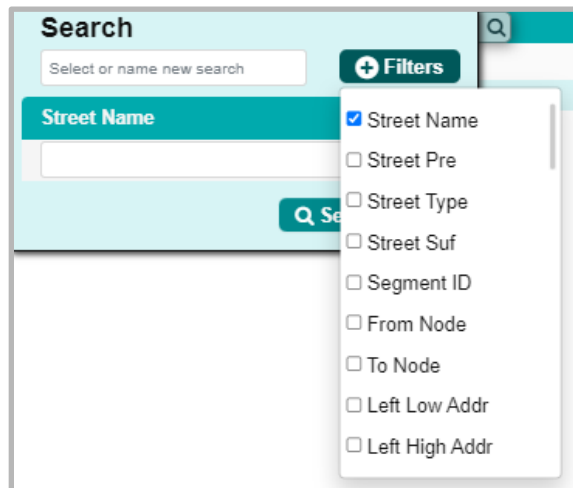 Search
Select or name new search
Filters
Street Name
Se
Street Name
Street Pre
Street Type
Street Suf
Segment ID
From Node
To Node
Left Low Addr
Left High Addr